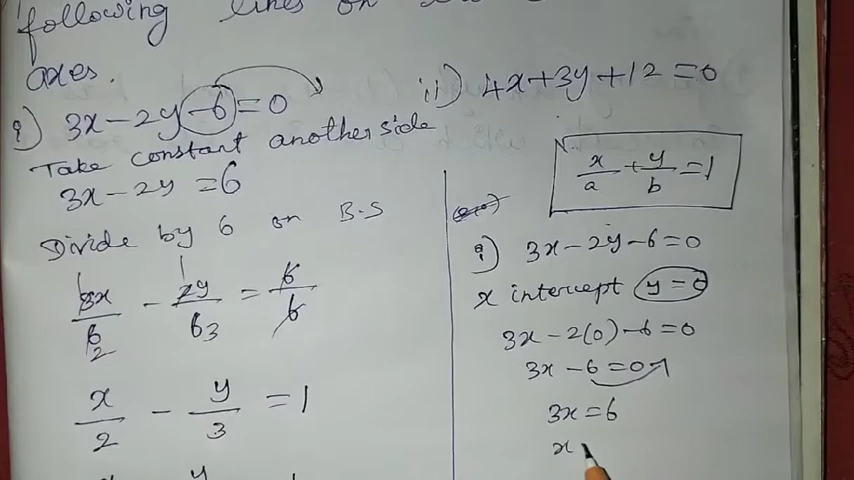 following lines on
axes.
i) 3x - 2y - 6 = 0
ii) 4x + 3y + 12 = 0
Take constant another side
3x - 2y = 6
Divide by 6 on B.S
3x/6 2 - 2y/6 3 = 6/6
x/2 - y/3 = 1
y
x/a + y/b = 1
i) 3x - 2y - 6 = 0
x intercept y = 0
3x - 2(0) - 6 = 0
3x - 6 = 0
3x = 6
x